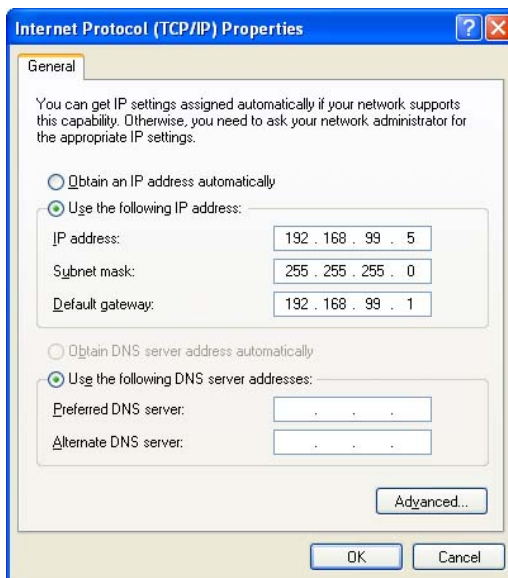 Internet Protocol (TCP/IP) Properties
General
You can get IP settings assigned automatically if your network supports
this capability. Otherwise, you need to ask your network administrator for
the appropriate IP settings.
Obtain an IP address automatically
Use the following IP address:
IP address: 192 . 168 . 99 . 5
Subnet mask: 255 . 255 . 255 . 0
Default gateway: 192 . 168 . 99 . 1
Obtain DNS server address automatically
Use the following DNS server addresses:
Preferred DNS server: . . .
Alternate DNS server: . . .
Advanced...
OK Cancel